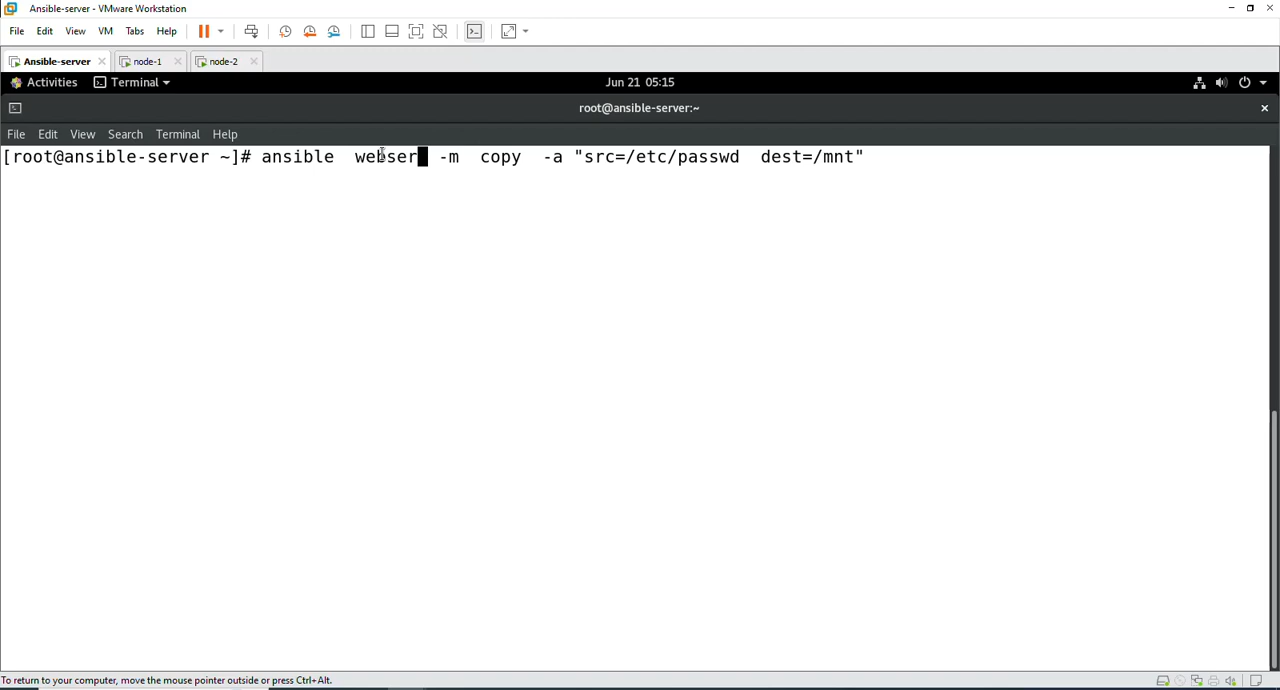 Ansible-server - VMware Workstation
File Edit View VM Tabs Help
Ansible-server node-1 node-2
Activities Terminal Jun 21 05:15
root@ansible-server:~
File Edit View Search Terminal Help
[root@ansible-server ~]# ansible  webser  -m  copy  -a "src=/etc/passwd  dest=/mnt"
To return to your computer, move the mouse pointer outside or press Ctrl+Alt.